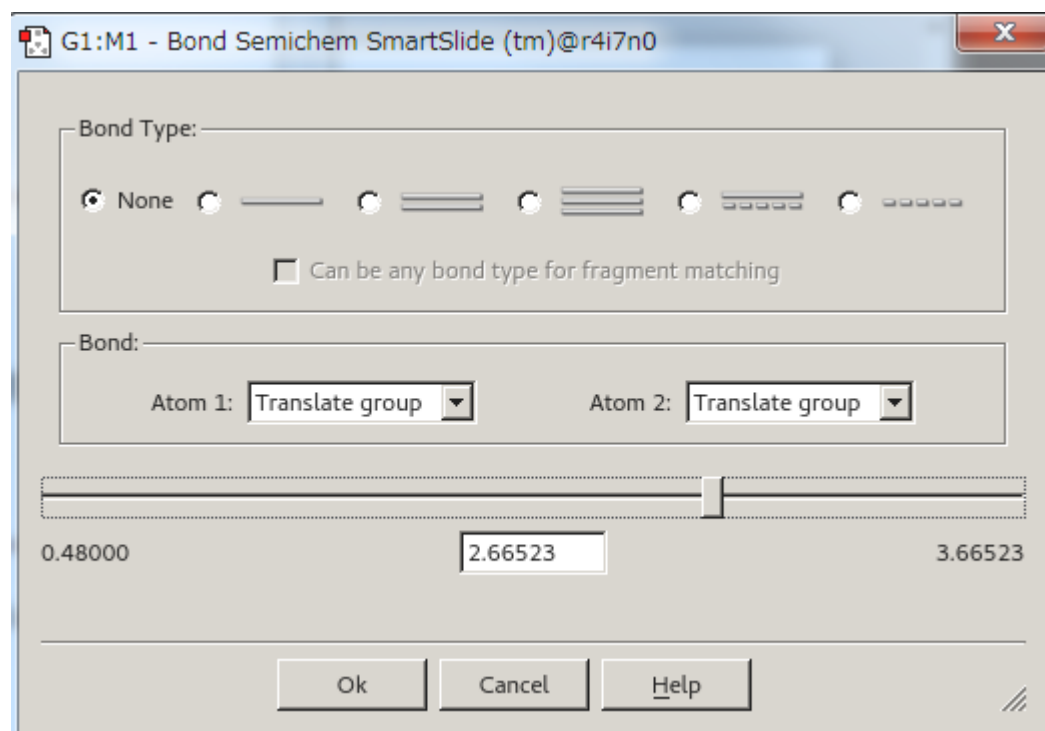 G1:M1 - Bond Semichem SmartSlide (tm)@r4i7n0
Bond Type:
None
Can be any bond type for fragment matching
Bond:
Atom 1: Translate group Atom 2: Translate group
0.48000 2.66523 3.66523
Ok Cancel Help